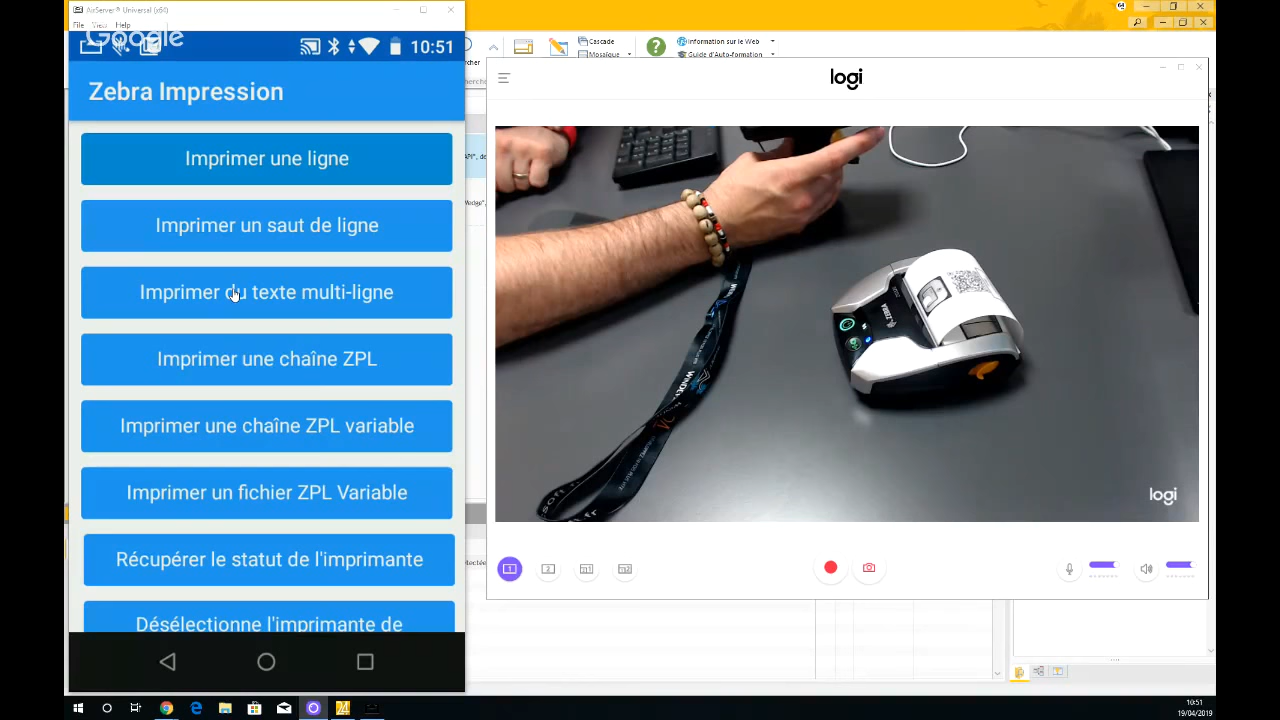 AirServer® Universal (x64)
File View Help
Google
10:51
Zebra Impression
Imprimer une ligne
Imprimer un saut de ligne
Imprimer du texte multi-ligne
Imprimer une chaîne ZPL
Imprimer une chaîne ZPL variable
Imprimer un fichier ZPL Variable
Récupérer le statut de l'imprimante
Désélectionne l'imprimante de
Cascade
Mosaïque
Information sur le Web
Guide d'Auto-formation
logi
ZEBRA
logi
10:51
19/04/2019